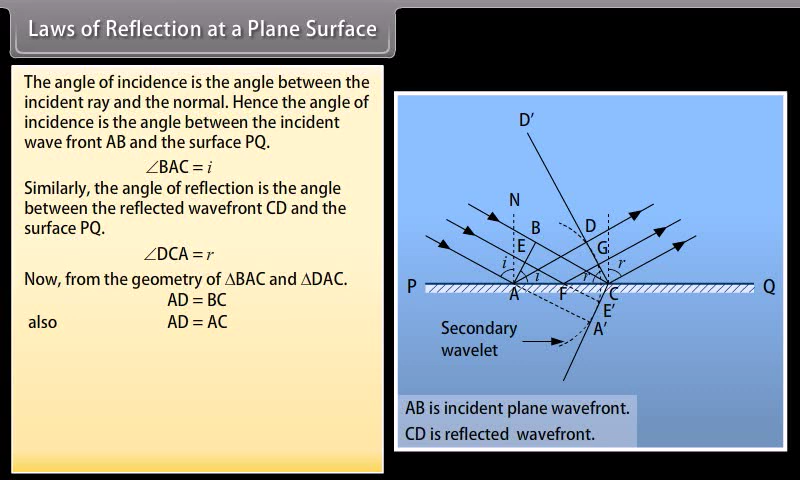 Laws of Reflection at a Plane Surface
The angle of incidence is the angle between the
incident ray and the normal. Hence the angle of
incidence is the angle between the incident
wave front AB and the surface PQ.
∠BAC = i
Similarly, the angle of reflection is the angle
between the reflected wavefront CD and the
surface PQ.
∠DCA = r
Now, from the geometry of ΔBAC and ΔDAC.
AD = BC
also AD = AC
D′
N
B
D
E
G
i
r
i
r
P
A
F
C
Q
E′
A′
Secondary
wavelet
AB is incident plane wavefront.
CD is reflected wavefront.